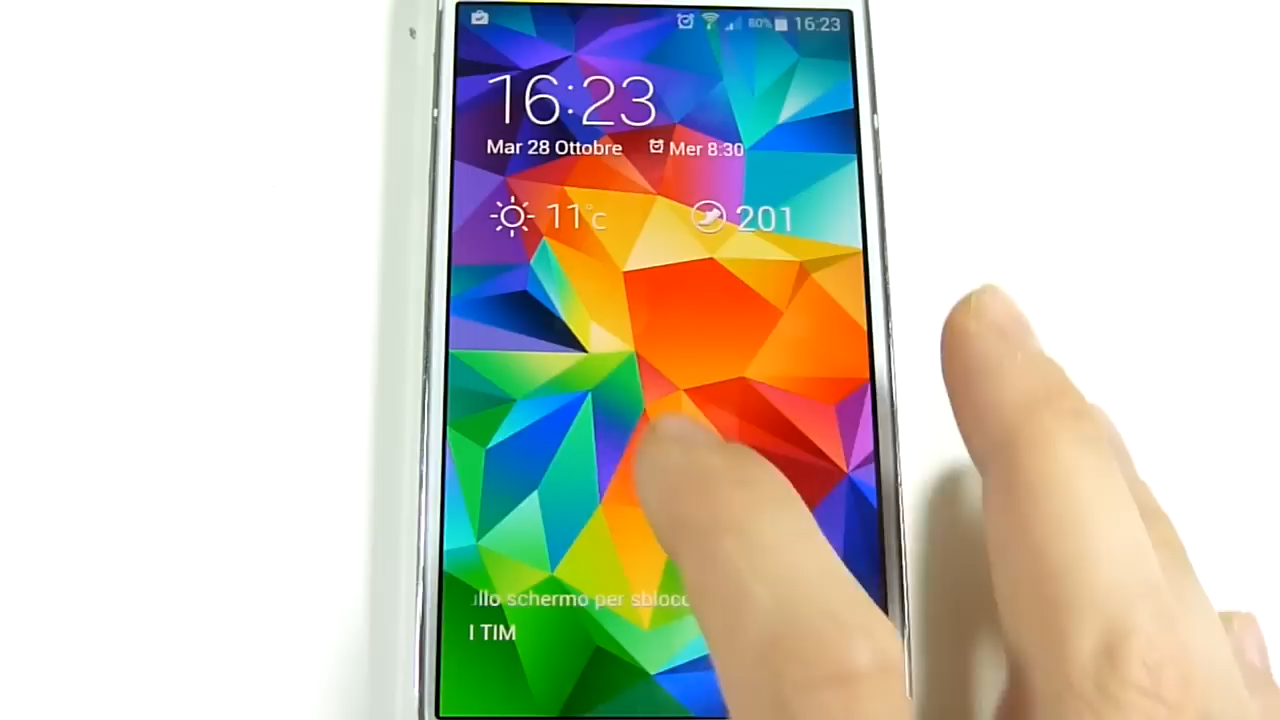 80% 16:23
16:23
Mar 28 Ottobre Mer 8:30
11°c 201
llo schermo per sblocc
I TIM